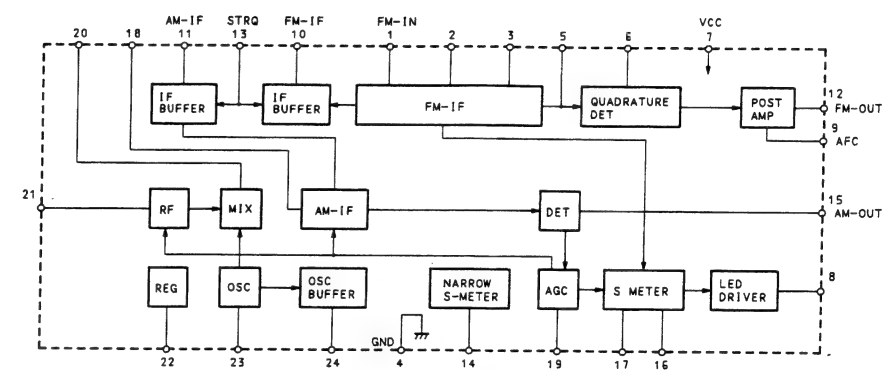 AM-IF STRQ FM-IF FM-IN VCC
20 18 11 13 10 1 2 3 5 6 7
IF BUFFER
IF BUFFER
FM-IF
QUADRATURE DET
POST AMP
12 FM-OUT
9 AFC
21
RF
MIX
AM-IF
DET
15 AM-OUT
REG
OSC
OSC BUFFER
NARROW S-METER
AGC
S METER
LED DRIVER
8
GND
22 23 24 4 14 19 17 16